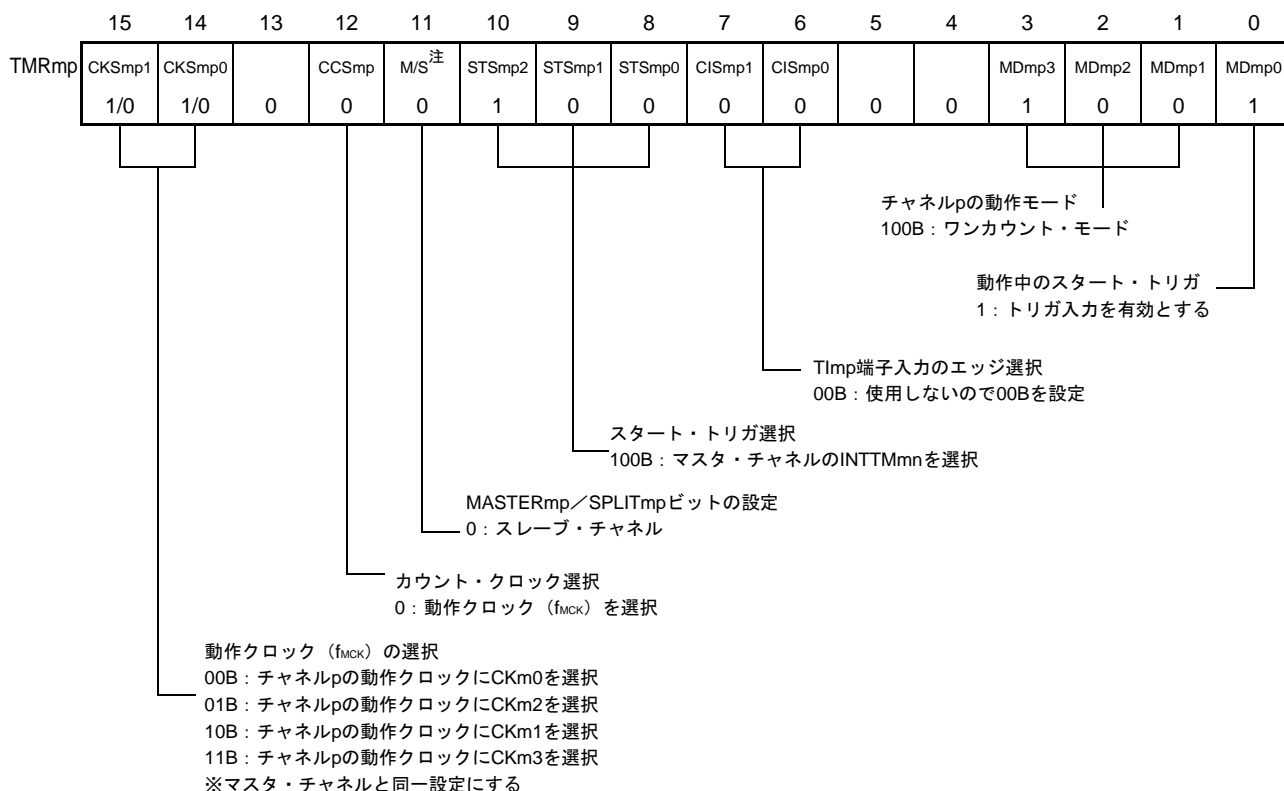 15 14 13 12 11 10 9 8 7 6 5 4 3 2 1 0
TMRmp CKSmp1 CKSmp0 CCSmp M/S注 STSmp2 STSmp1 STSmp0 CISmp1 CISmp0 MDmp3 MDmp2 MDmp1 MDmp0
1/0 1/0 0 0 0 1 0 0 0 0 0 0 1 0 0 1
チャネルpの動作モード
100B:ワンカウント・モード
動作中のスタート・トリガ
1:トリガ入力を有効とする
TImp端子入力のエッジ選択
00B:使用しないので00Bを設定
スタート・トリガ選択
100B:マスタ・チャネルのINTTMmnを選択
MASTERmp/SPLITmpビットの設定
0:スレーブ・チャネル
カウント・クロック選択
0:動作クロック(fMCK)を選択
動作クロック(fMCK)の選択
00B:チャネルpの動作クロックにCKm0を選択
01B:チャネルpの動作クロックにCKm2を選択
10B:チャネルpの動作クロックにCKm1を選択
11B:チャネルpの動作クロックにCKm3を選択
※マスタ・チャネルと同一設定にする